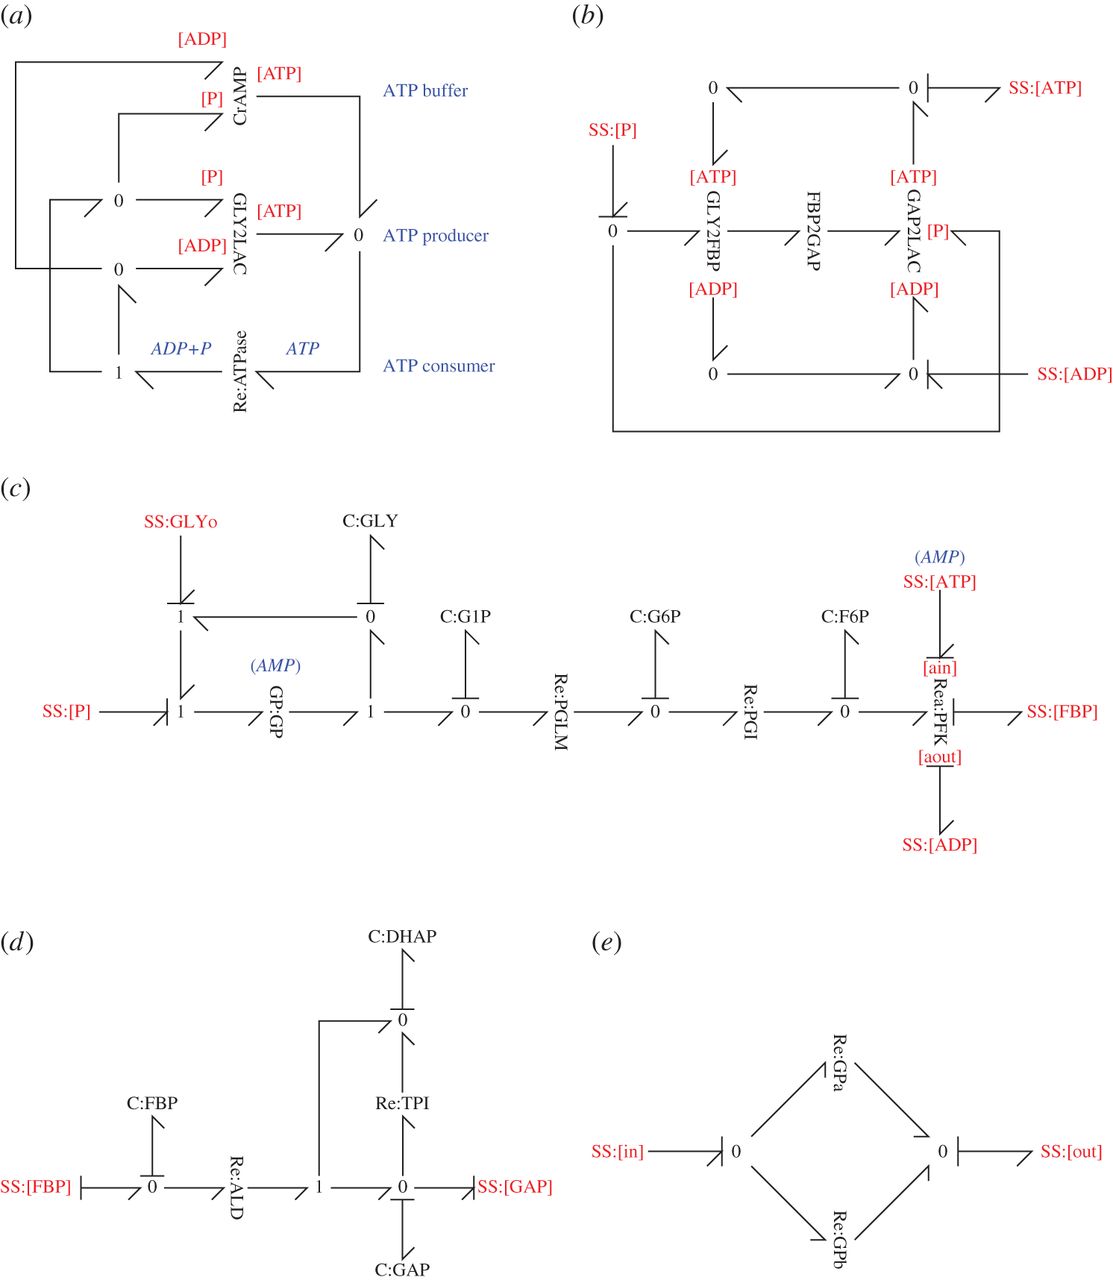 (a)
[ADP]
[P]
CrAMP
[ATP]
ATP buffer
0
[P]
GLY2LAC
[ATP]
[ADP]
0
ATP producer
0
ADP+P
Re:ATPase
ATP
ATP consumer
1
(b)
0
0
SS:[ATP]
SS:[P]
[ATP]
[ATP]
0
GLY2FBP
FBP2GAP
GAP2LAC
[P]
[ADP]
[ADP]
0
0
SS:[ADP]
(c)
SS:GLYo
C:GLY
1
0
C:G1P
C:G6P
C:F6P
(AMP)
SS:[ATP]
(AMP)
[ain]
SS:[P]
1
GP:GP
1
0
Re:PGLM
0
Re:PGI
0
Rea:PFK
SS:[FBP]
[aout]
SS:[ADP]
(d)
C:DHAP
0
C:FBP
Re:TPI
SS:[FBP]
0
Re:ALD
1
0
SS:[GAP]
C:GAP
(e)
Re:GPa
SS:[in]
0
0
SS:[out]
Re:GPb